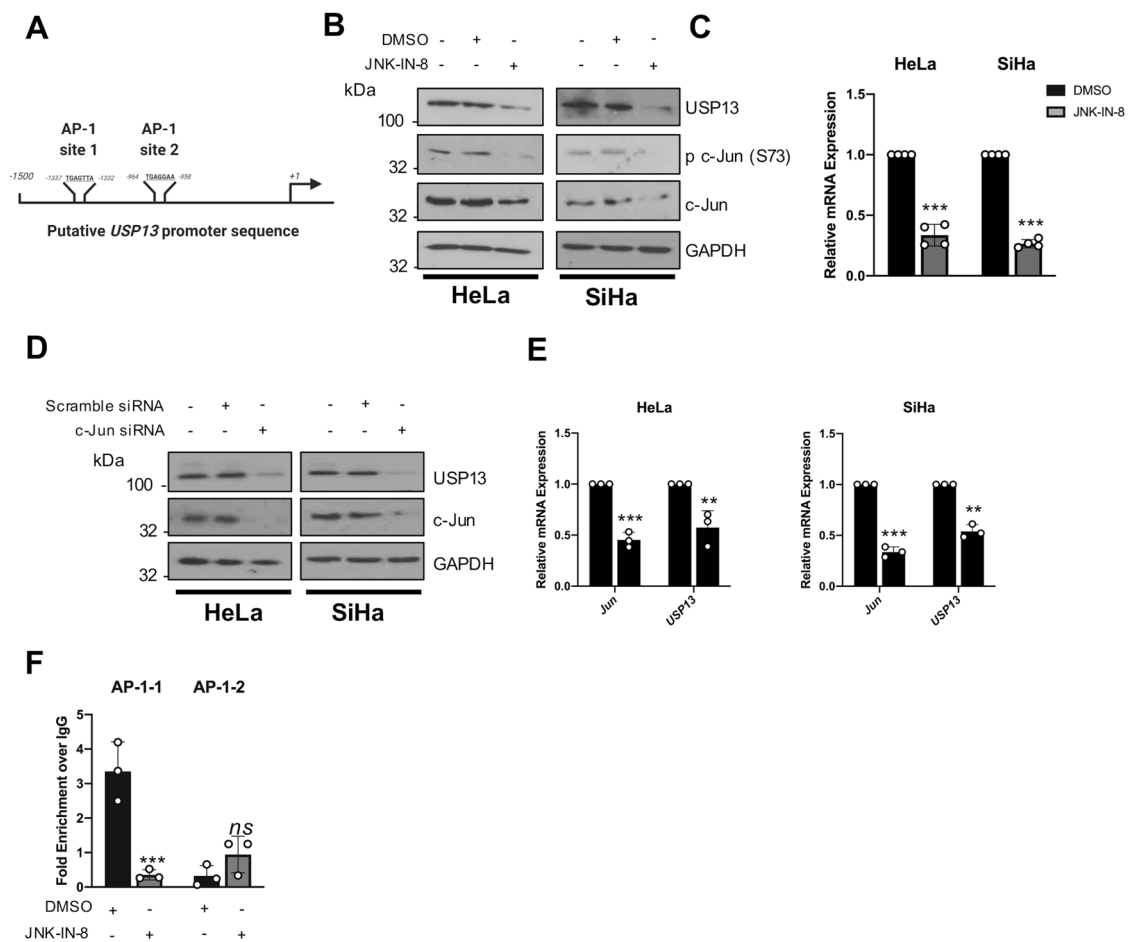 A
AP-1 AP-1
site 1 site 2
-1500 -1337 TGAGTTA -1332 -964 TGAGGAA -958 +1
Putative USP13 promoter sequence
B
DMSO - + - - + -
JNK-IN-8 - - + - - +
kDa
USP13
100
p c-Jun (S73)
32
c-Jun
32
GAPDH
32
HeLa SiHa
C
HeLa SiHa
DMSO
JNK-IN-8
Relative mRNA Expression
1.5
1.0
0.5
0.0
*** ***
D
Scramble siRNA - + - - + -
c-Jun siRNA - - + - - +
kDa
USP13
100
c-Jun
32
GAPDH
32
HeLa SiHa
E
HeLa
Relative mRNA Expression
1.5
1.0
0.5
0.0
*** **
Jun USP13
SiHa
Relative mRNA Expression
1.5
1.0
0.5
0.0
*** **
Jun USP13
F
AP-1-1 AP-1-2
Fold Enrichment over IgG
5
4
3
2
1
0
*** ns
DMSO + - + -
JNK-IN-8 - + - +